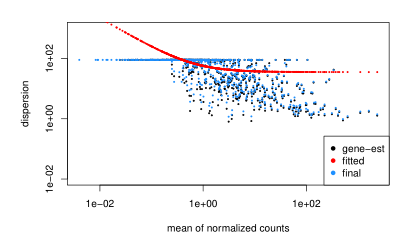 1e+02
1e+00
1e−02
dispersion
gene−est
fitted
final
1e−02 1e+00 1e+02
mean of normalized counts